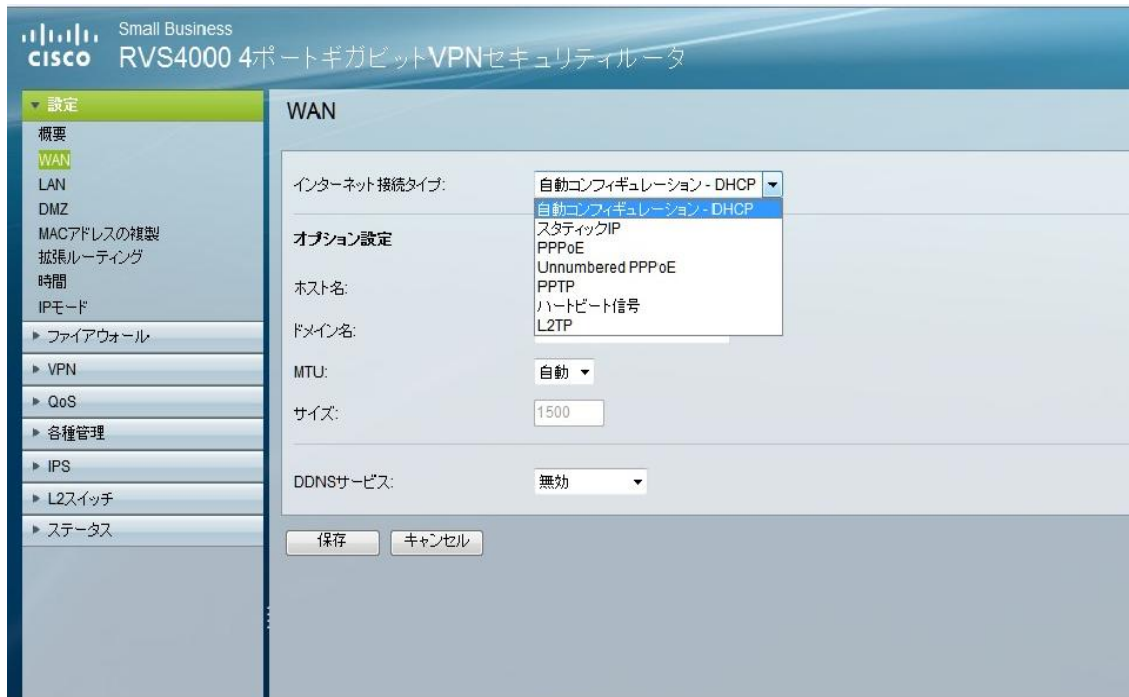 Small Business
CISCO RVS4000 4ポートギガビットVPNセキュリティルータ
設定
概要
WAN
LAN
DMZ
MACアドレスの複製
拡張ルーティング
時間
IPモード
ファイアウォール
VPN
QoS
各種管理
IPS
L2スイッチ
ステータス
WAN
インターネット接続タイプ: 自動コンフィギュレーション - DHCP
自動コンフィギュレーション - DHCP
スタティックIP
PPPoE
Unnumbered PPPoE
PPTP
ハートビート信号
L2TP
オプション設定
ホスト名:
ドメイン名:
MTU: 自動
サイズ: 1500
DDNSサービス: 無効
保存 キャンセル